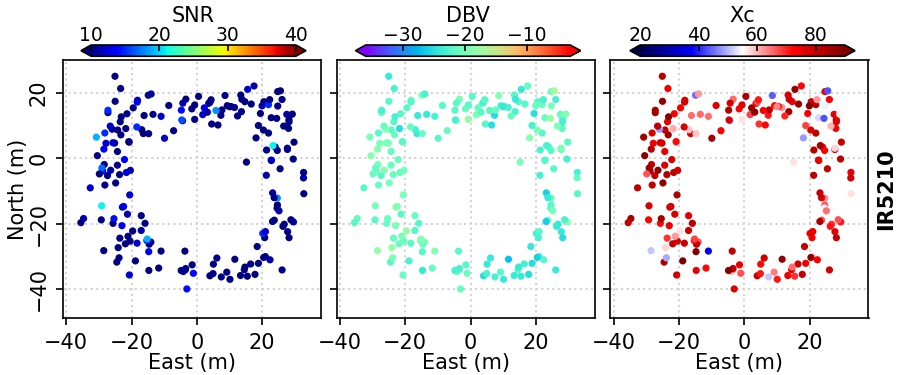 SNR DBV Xc
10 20 30 40 −30 −20 −10 20 40 60 80
20
0
−20
−40
North (m)
IR5210
−40 −20 0 20 −40 −20 0 20 −40 −20 0 20
East (m) East (m) East (m)